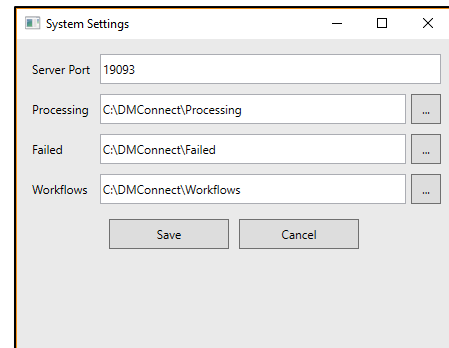 System Settings
Server Port 19093
Processing C:\DMConnect\Processing ...
Failed C:\DMConnect\Failed ...
Workflows C:\DMConnect\Workflows ...
Save Cancel